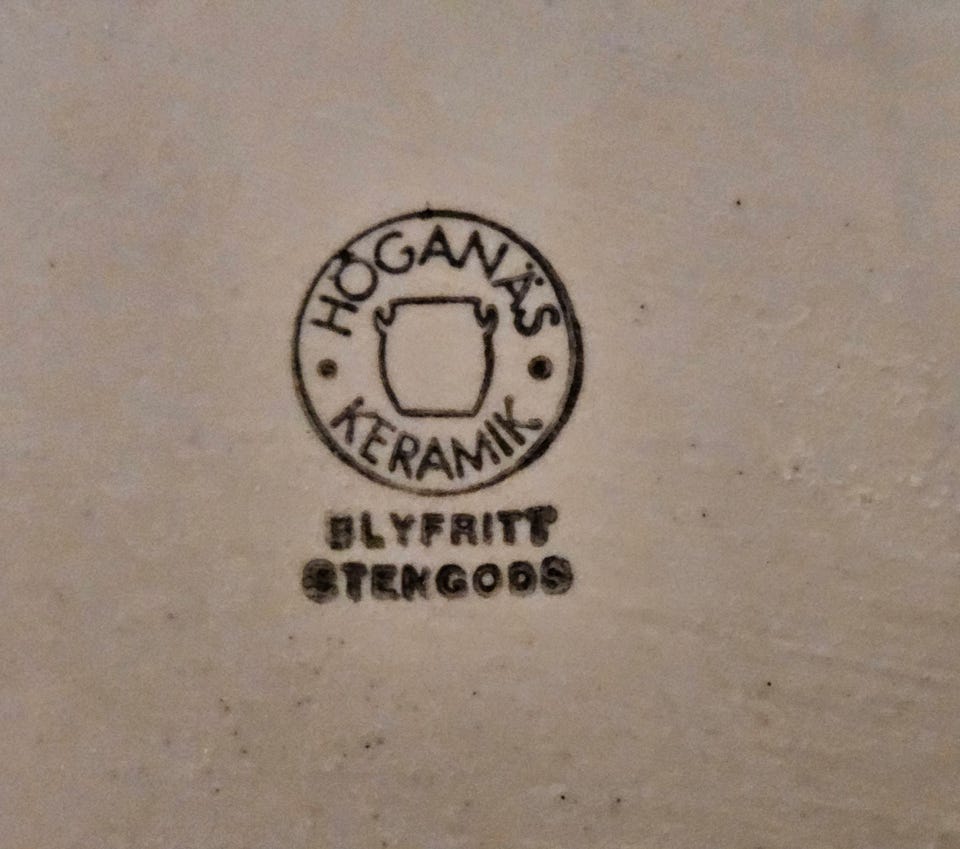 HÖGANÄS
KERAMIK
BLYFRITT
STENGODS